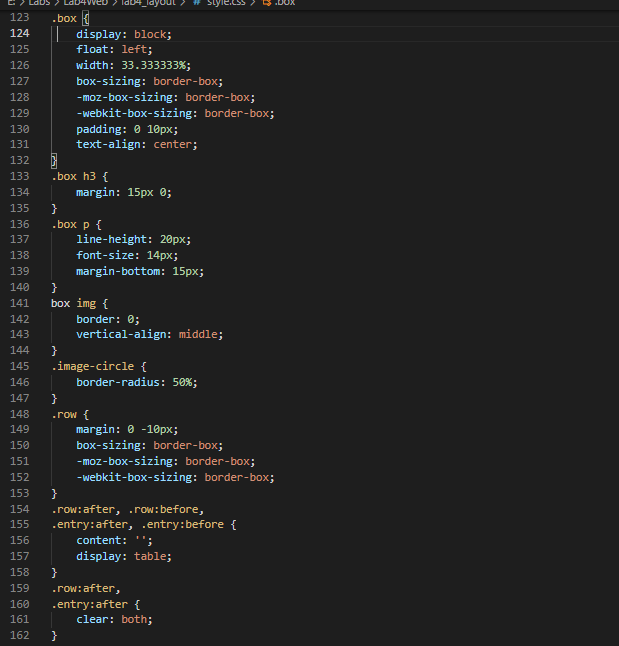 E: > Labs > Lab4Web > lab4_layout > # style.css > .box
123 .box {
124     display: block;
125     float: left;
126     width: 33.333333%;
127     box-sizing: border-box;
128     -moz-box-sizing: border-box;
129     -webkit-box-sizing: border-box;
130     padding: 0 10px;
131     text-align: center;
132 }
133 .box h3 {
134     margin: 15px 0;
135 }
136 .box p {
137     line-height: 20px;
138     font-size: 14px;
139     margin-bottom: 15px;
140 }
141 box img {
142     border: 0;
143     vertical-align: middle;
144 }
145 .image-circle {
146     border-radius: 50%;
147 }
148 .row {
149     margin: 0 -10px;
150     box-sizing: border-box;
151     -moz-box-sizing: border-box;
152     -webkit-box-sizing: border-box;
153 }
154 .row:after, .row:before,
155 .entry:after, .entry:before {
156     content: '';
157     display: table;
158 }
159 .row:after,
160 .entry:after {
161     clear: both;
162 }